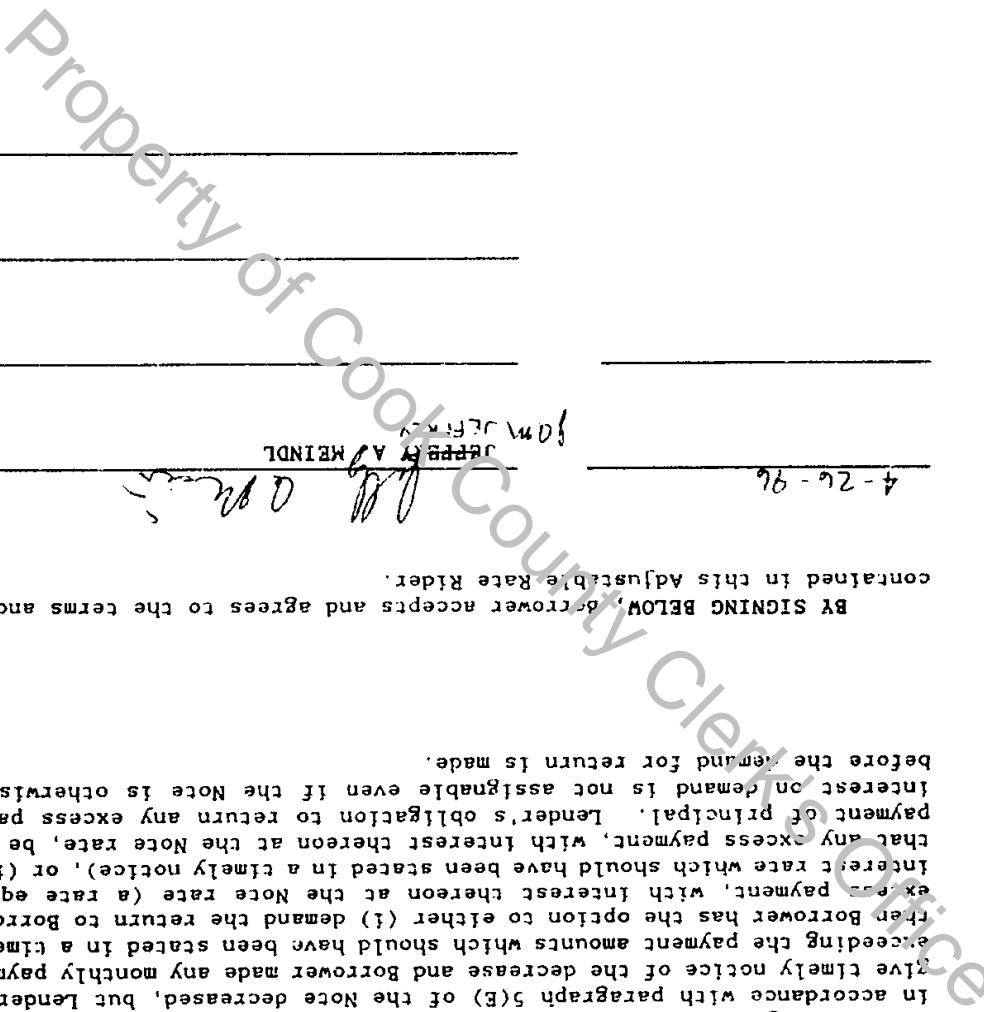 in accordance with paragraph 5(E) of the Note decreased, but Lender
give timely notice of the decrease and Borrower made any monthly paym
exceeding the payment amounts which should have been stated in a time
then Borrower has the option to either (i) demand the return to Borro
excess payment, with interest thereon at the Note rate (a rate eq
interest rate which should have been stated in a timely notice), or (i
that any excess payment, with interest thereon at the Note rate, be
payment of principal. Lender's obligation to return any excess pa
interest on demand is not assignable even if the Note is otherwis
before the demand for return is made.
BY SIGNING BELOW, Borrower accepts and agrees to the terms and
contained in this Adjustable Rate Rider.
4-26-96
JEFFERY A MEINDL
JAM JEFFREY
Property of Cook County Clerk's Office